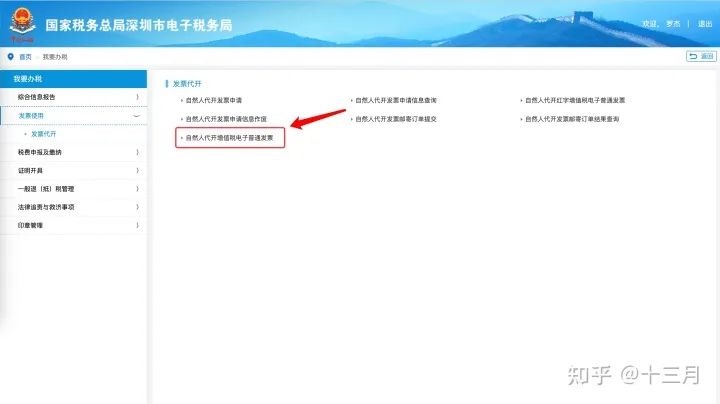 国家税务总局深圳市电子税务局
欢迎，罗杰 | 退出
首页 > 我要办税
返回
我要办税
综合信息报告
发票使用
发票代开
税费申报及缴纳
证明开具
一般退（抵）税管理
法律追责与救济事项
印章管理
发票代开
自然人代开发票申请
自然人代开发票申请信息查询
自然人代开红字增值税电子普通发票
自然人代开发票申请信息作废
自然人代开发票邮寄订单提交
自然人代开发票邮寄订单结果查询
自然人代开增值税电子普通发票
知乎 @十三月